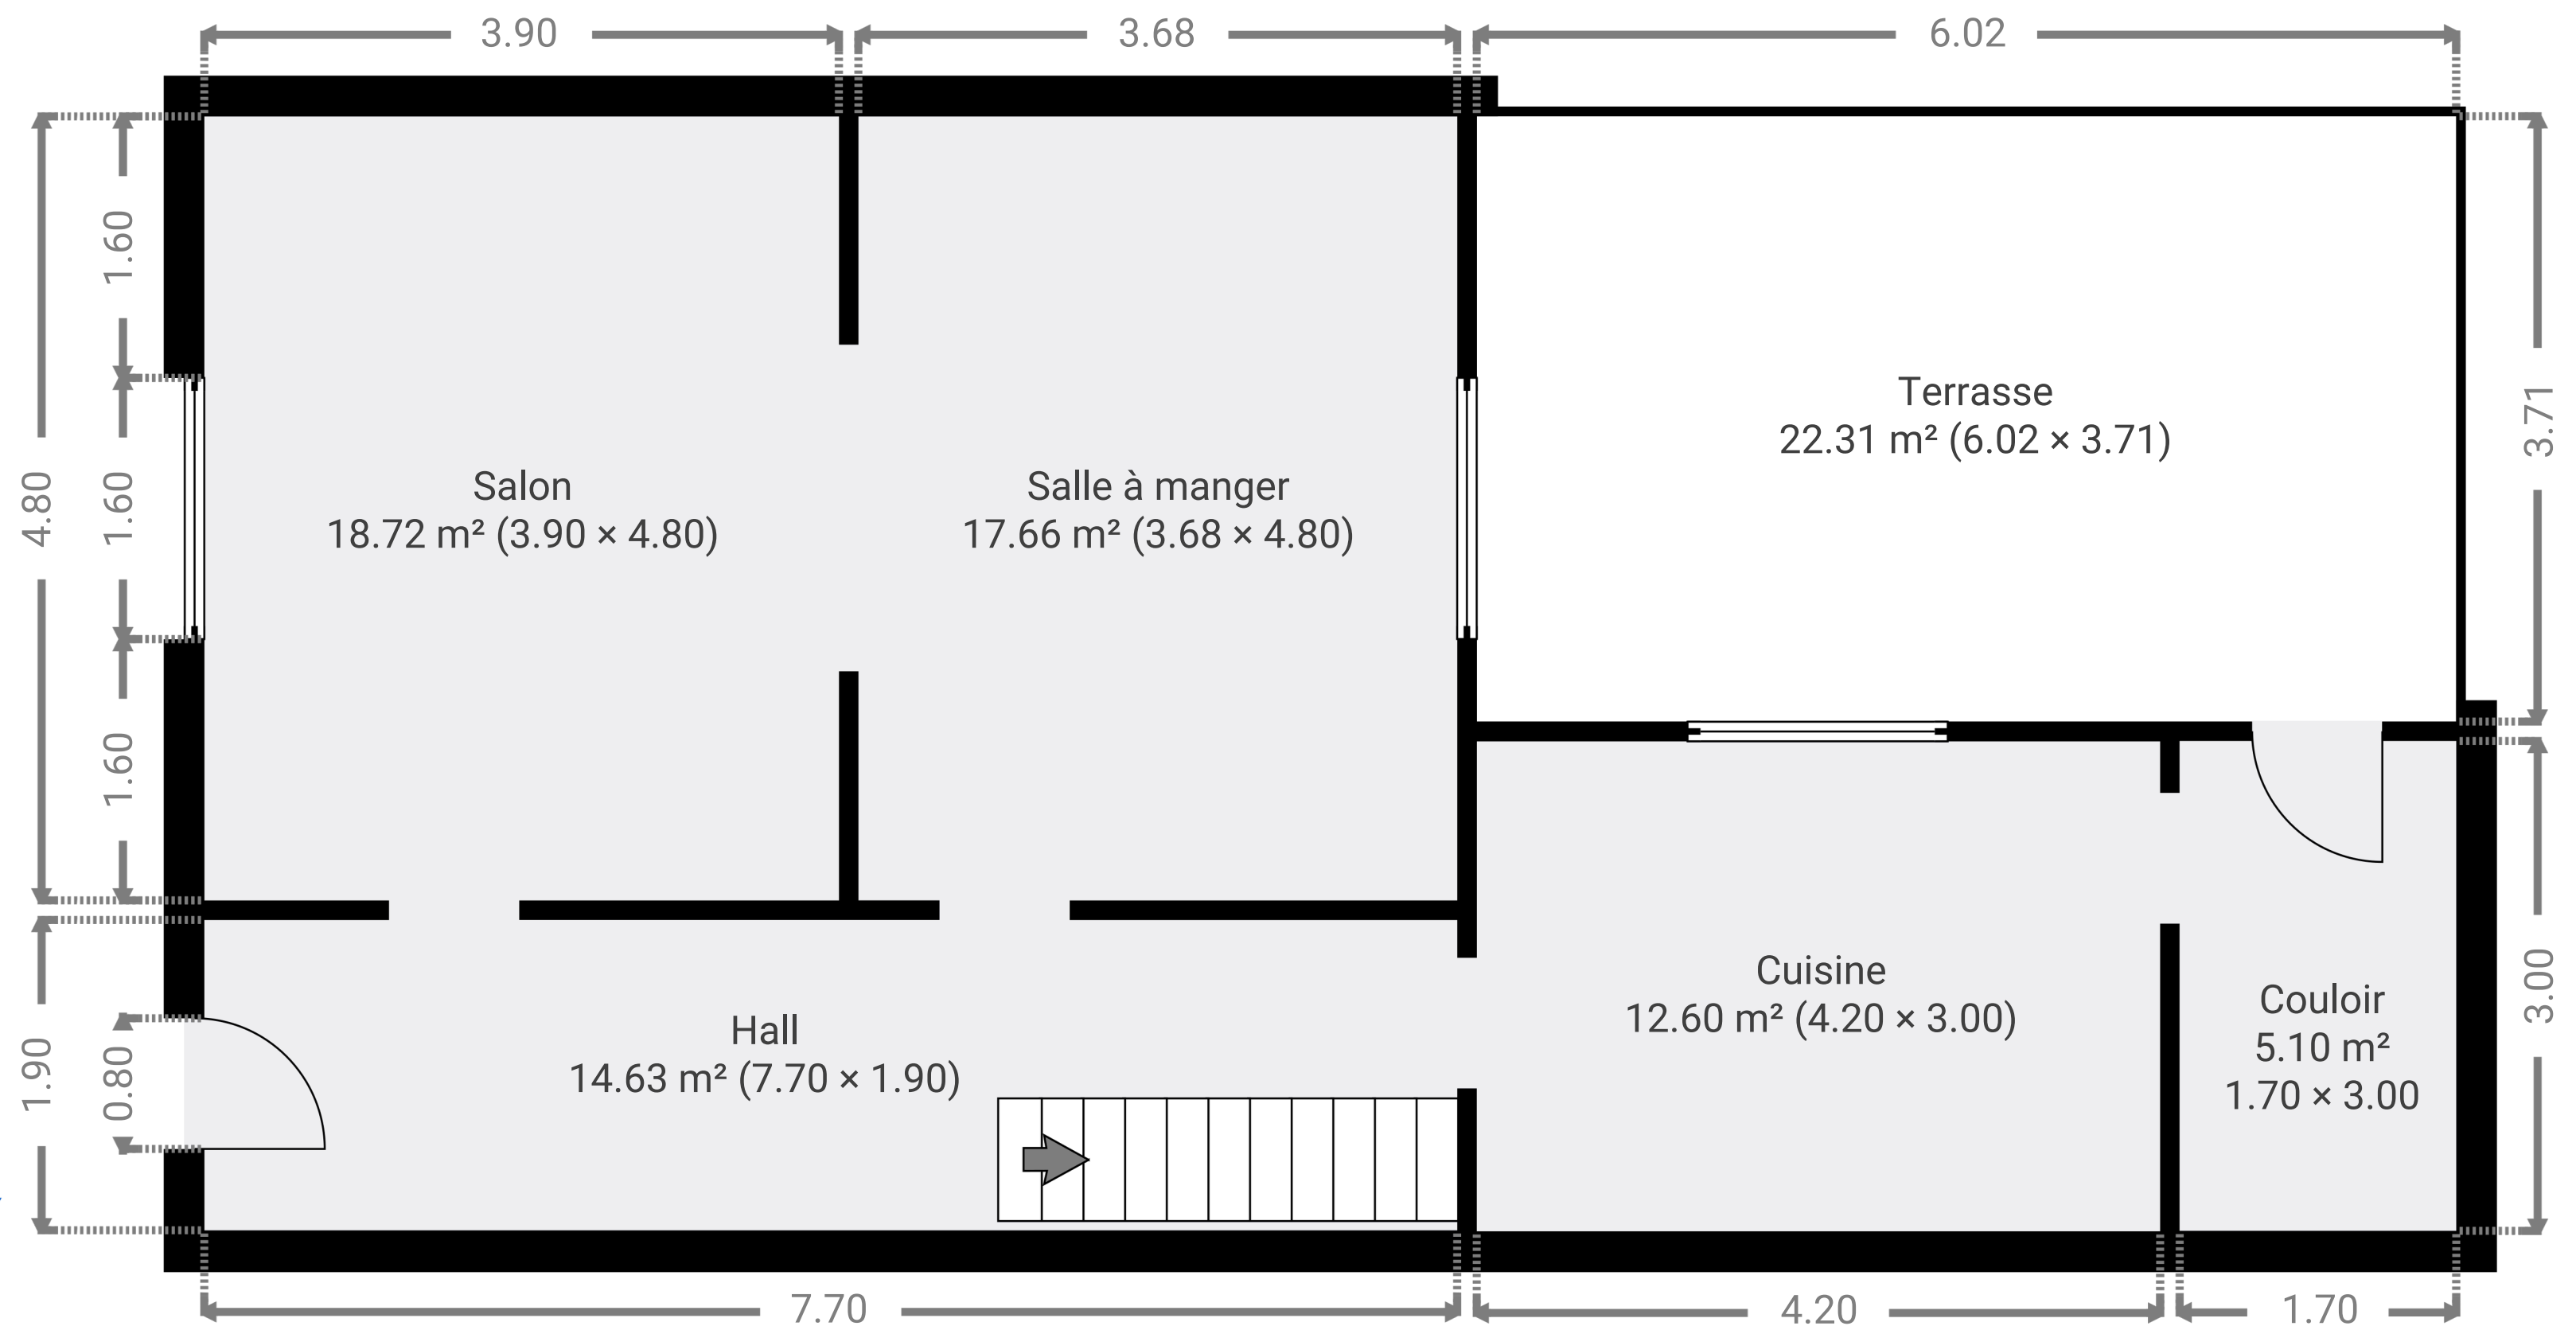 3.90
3.68
6.02
1.60
4.80
1.60
1.60
1.90
0.80
3.71
3.00
Terrasse
22.31 m² (6.02 × 3.71)
Salon
18.72 m² (3.90 × 4.80)
Salle à manger
17.66 m² (3.68 × 4.80)
Hall
14.63 m² (7.70 × 1.90)
Cuisine
12.60 m² (4.20 × 3.00)
Couloir
5.10 m²
1.70 × 3.00
7.70
4.20
1.70